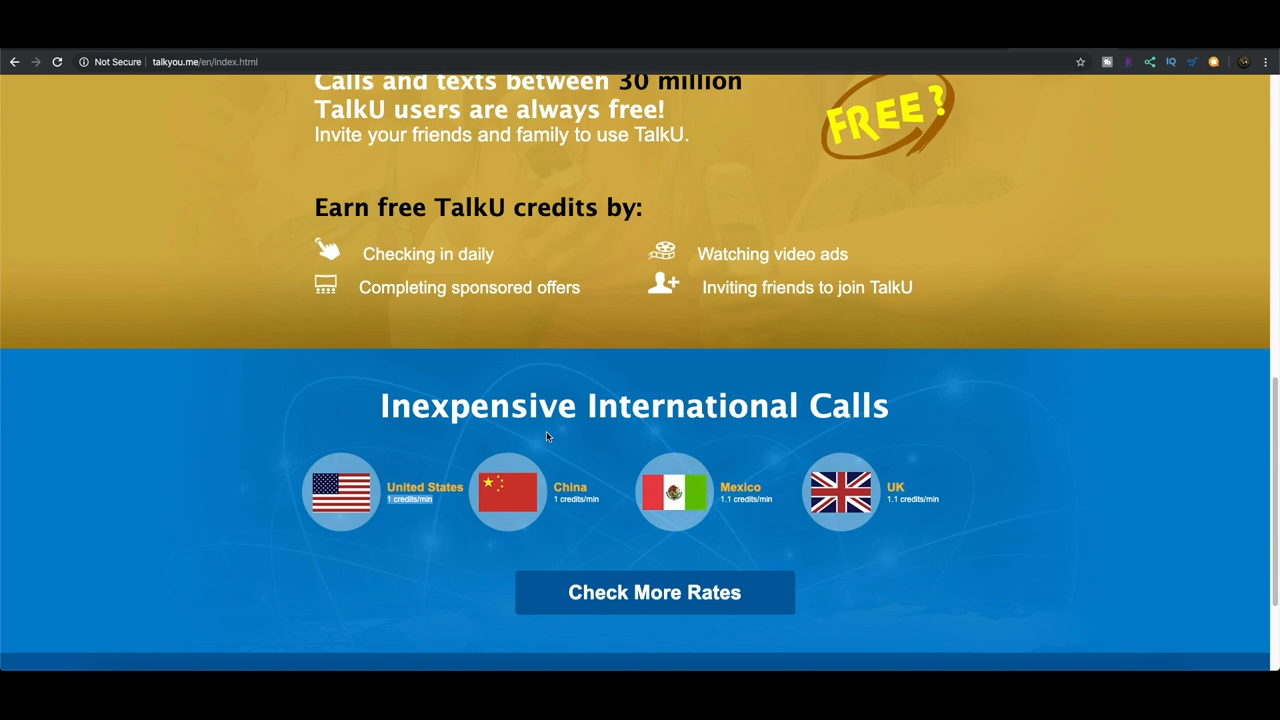 Not Secure talkyou.me/en/index.html
IQ
Calls and texts between 30 million
TalkU users are always free!
Invite your friends and family to use TalkU.
FREE?
Earn free TalkU credits by:
Checking in daily
Watching video ads
Completing sponsored offers
Inviting friends to join TalkU
Inexpensive International Calls
United States
1 credits/min
China
1 credits/min
Mexico
1.1 credits/min
UK
1.1 credits/min
Check More Rates